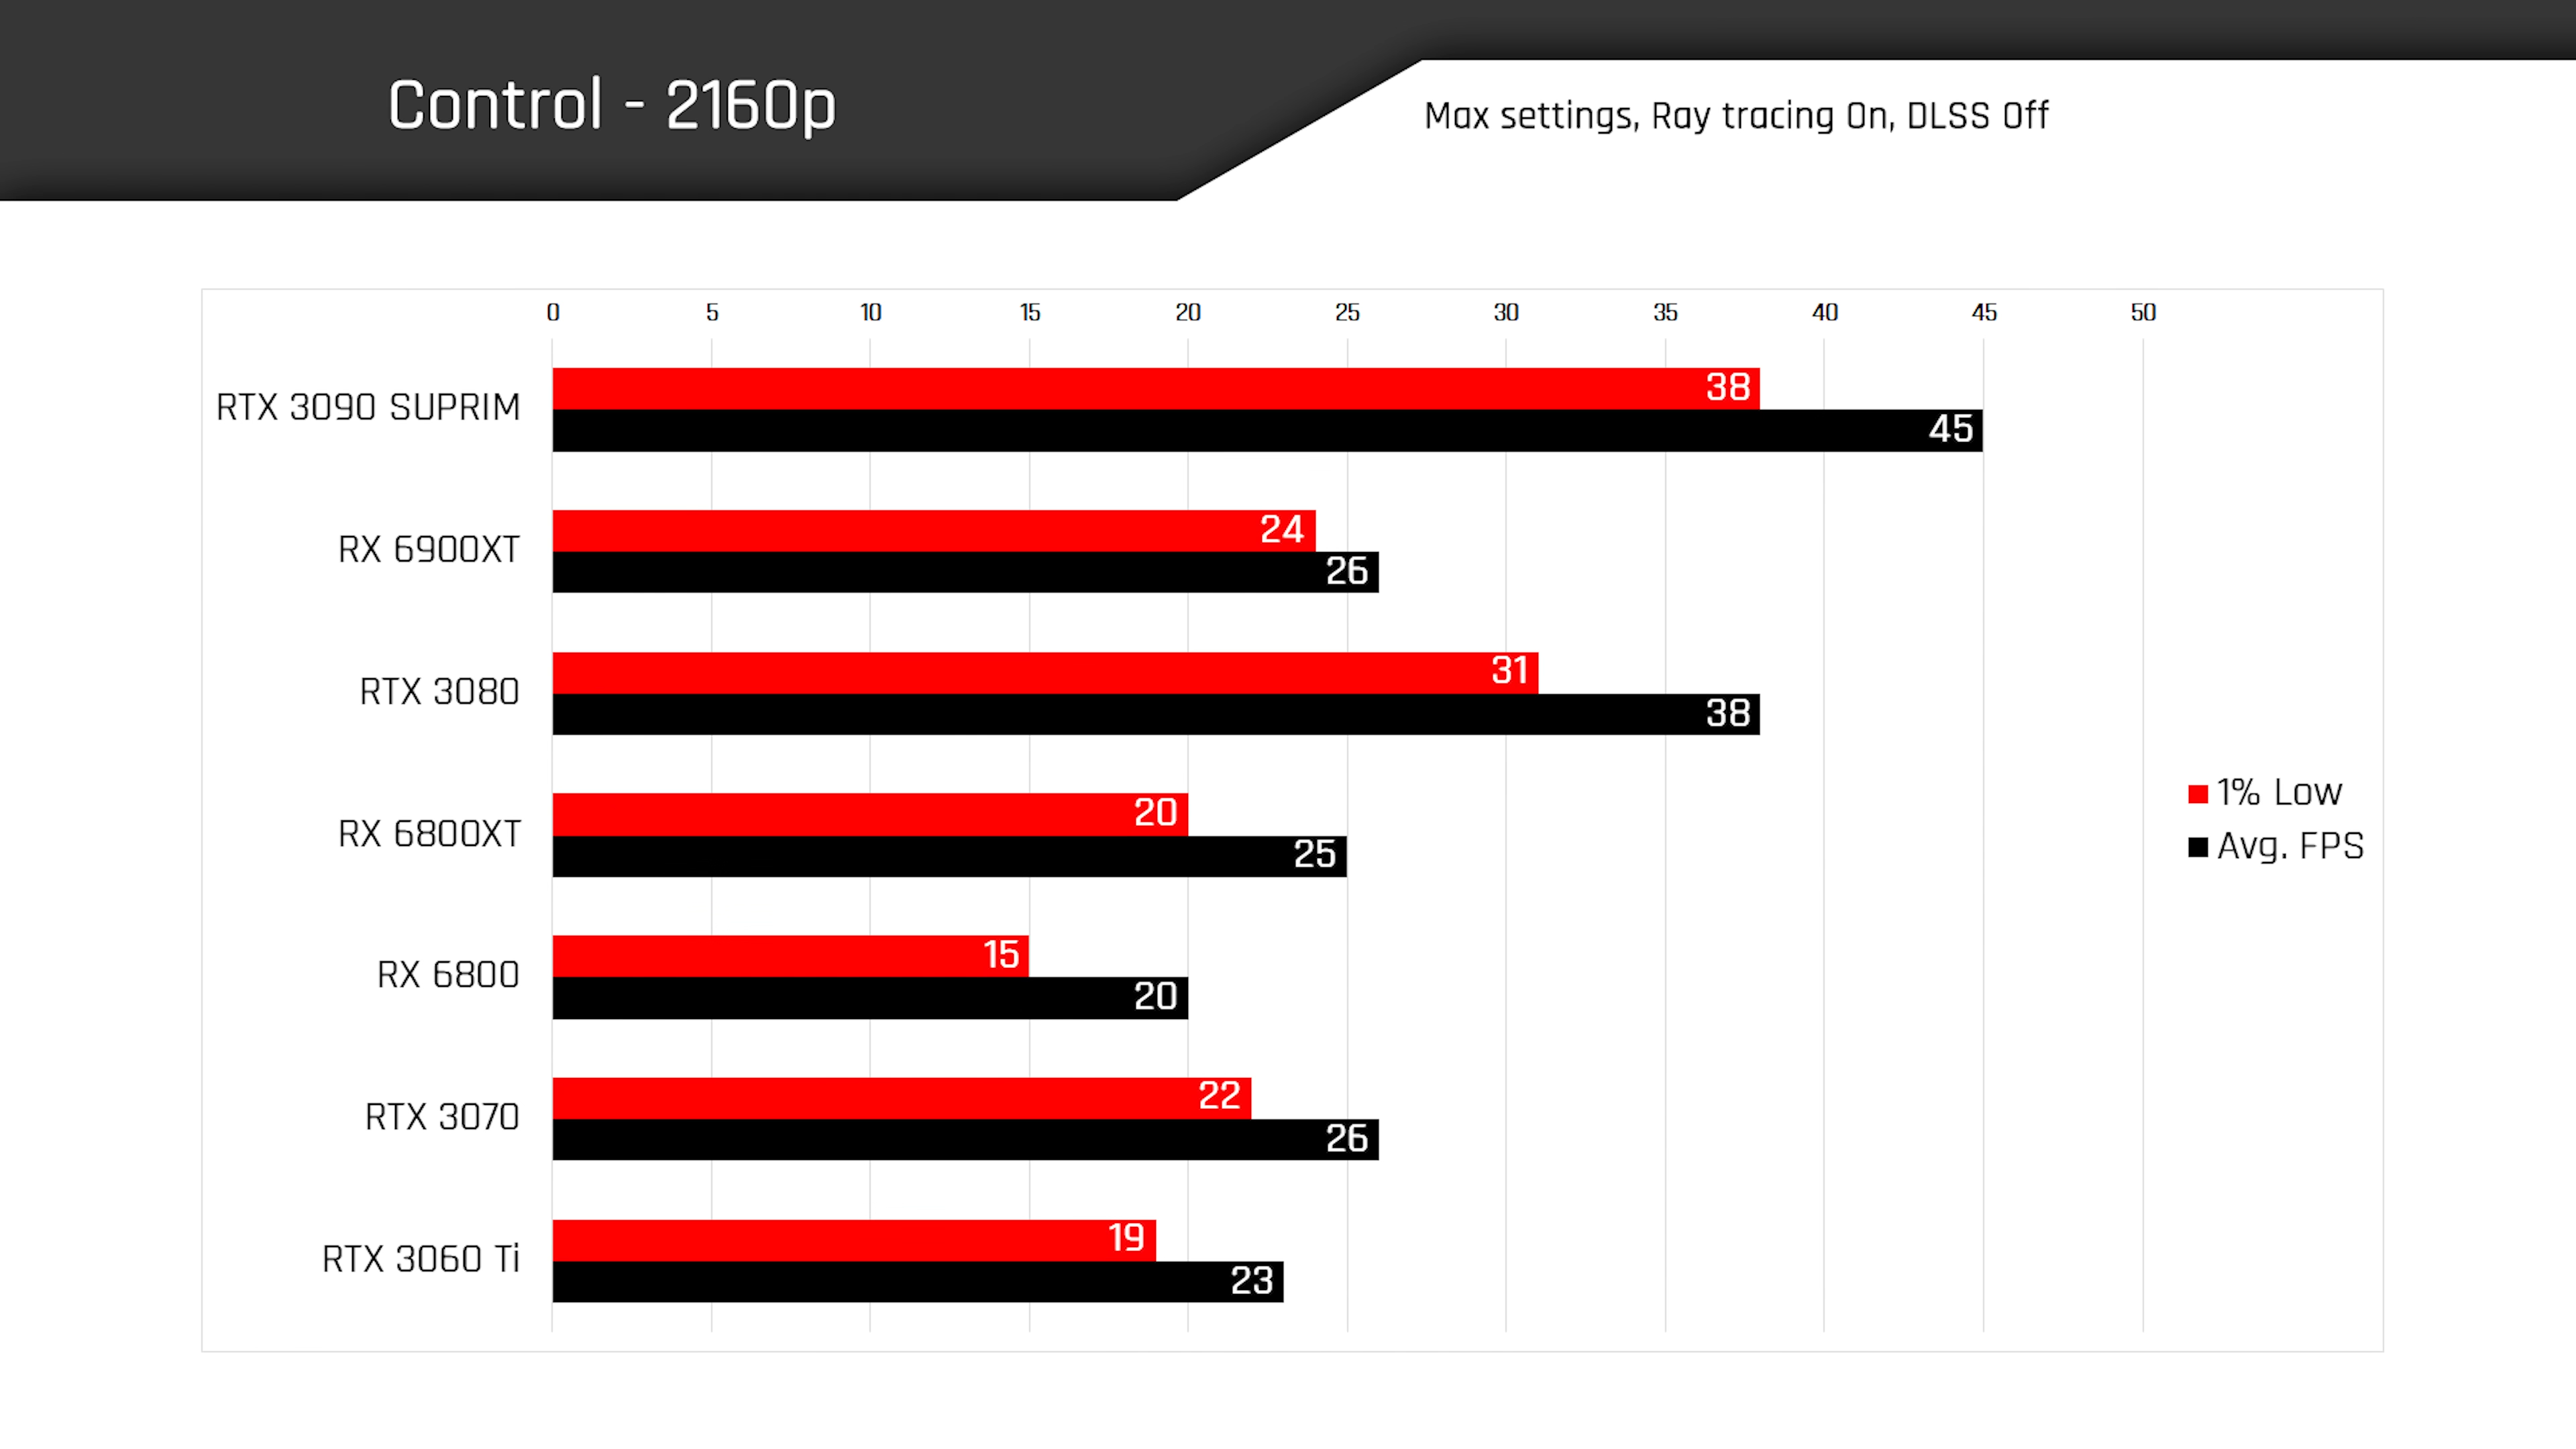 Control - 2160p
Max settings, Ray tracing On, DLSS Off
0 5 10 15 20 25 30 35 40 45 50
RTX 3090 SUPRIM
38
45
RX 6900XT
24
26
RTX 3080
31
38
RX 6800XT
20
25
RX 6800
15
20
RTX 3070
22
26
RTX 3060 Ti
19
23
1% Low
Avg. FPS